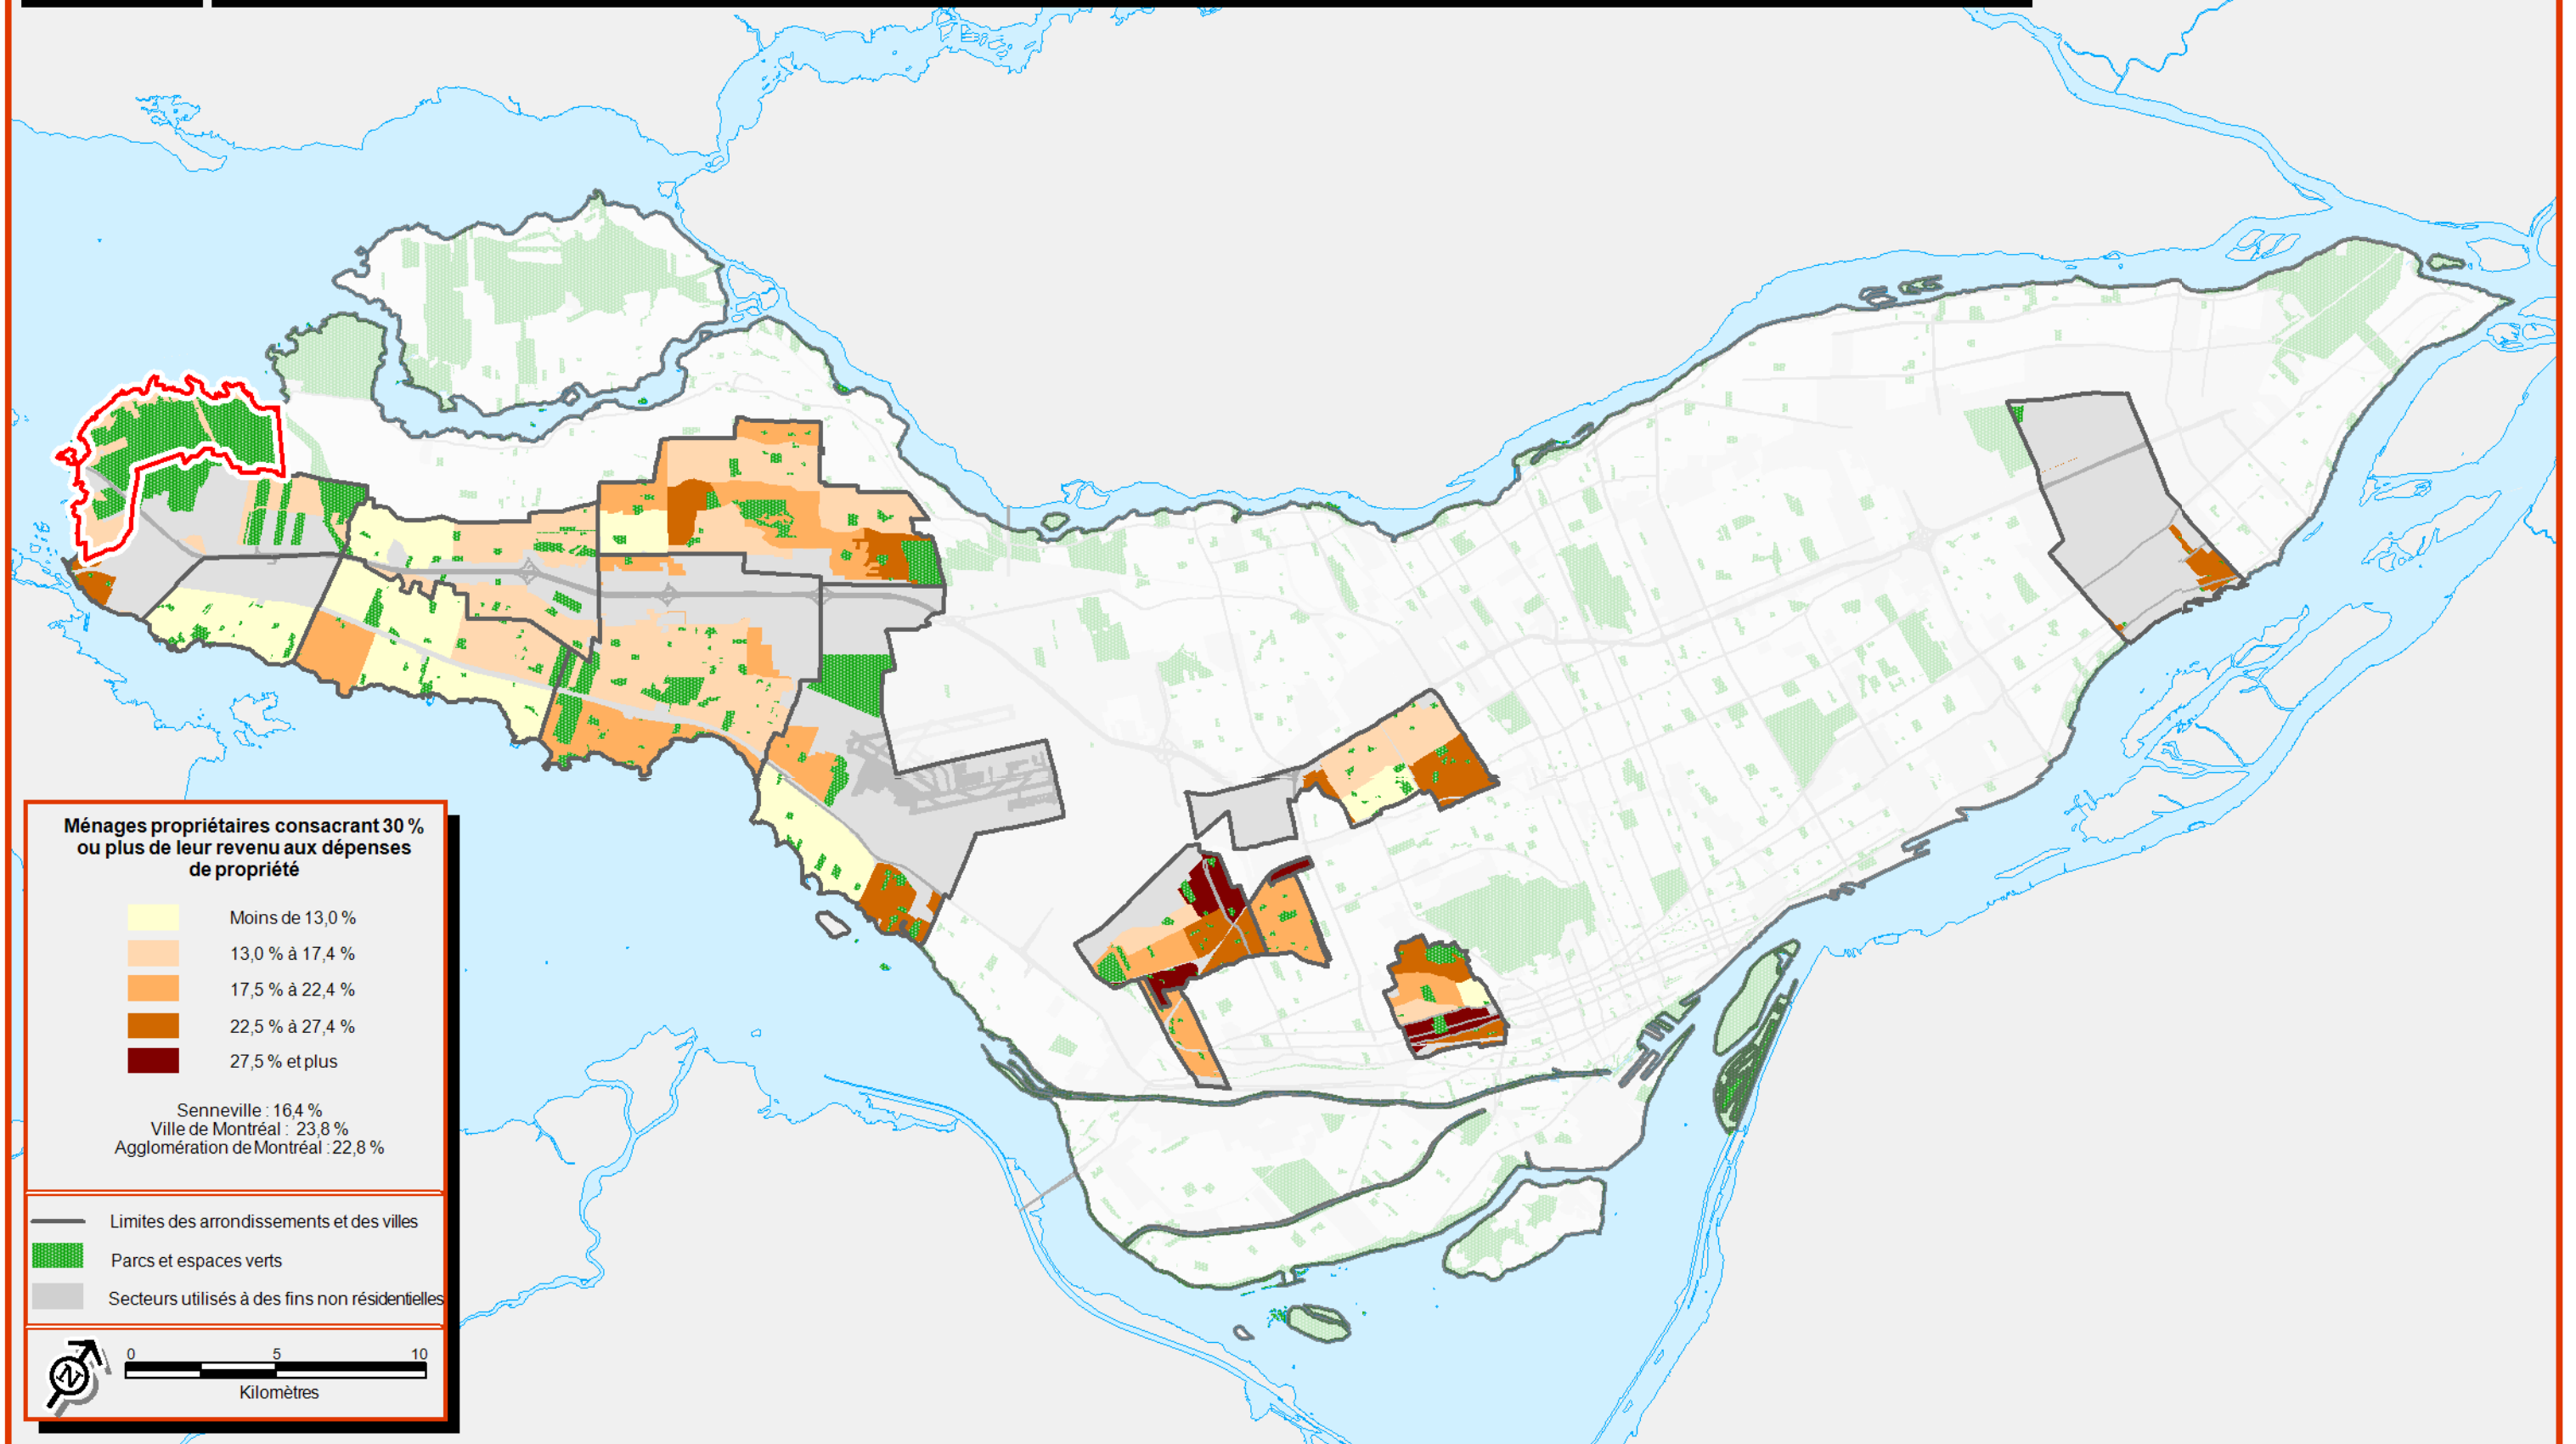 Ménages propriétaires consacrant 30 %
ou plus de leur revenu aux dépenses
de propriété
Moins de 13,0 %
13,0 % à 17,4 %
17,5 % à 22,4 %
22,5 % à 27,4 %
27,5 % et plus
Senneville : 16,4 %
Ville de Montréal : 23,8 %
Agglomération de Montréal : 22,8 %
Limites des arrondissements et des villes
Parcs et espaces verts
Secteurs utilisés à des fins non résidentielles
N
0 5 10
Kilomètres